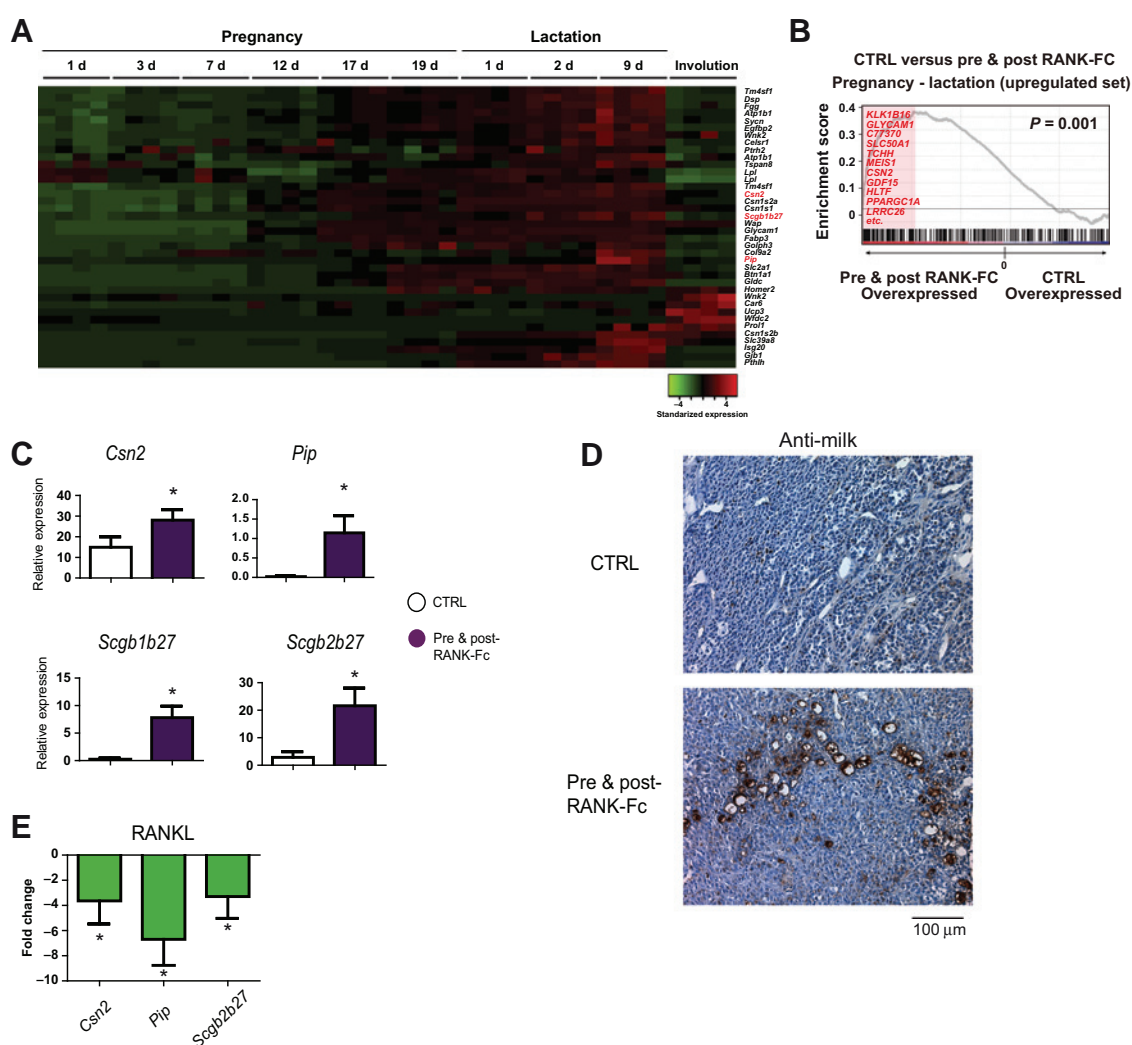 A
Pregnancy
Lactation
1 d
3 d
7 d
12 d
17 d
19 d
1 d
2 d
9 d
Involution
Tm4sf1
Dsp
Fgg
Atp1b1
Sycn
Egfbp2
Wnk2
Celsr1
Ptrh2
Atp1b1
Tspan8
Lpl
Lpl
Tm4sf1
Csn2
Csn1s2a
Csn1s1
Scgb1b27
Wap
Glycam1
Fabp3
Golph3
Col9a2
Pip
Slc2a1
Btn1a1
Gldc
Homer2
Wnk2
Car6
Ucp3
Wfdc2
Prol1
Csn1s2b
Slc39a8
Isg20
Gjb1
Pthlh
–4
4
Standarized expression
B
CTRL versus pre & post RANK-FC
Pregnancy - lactation (upregulated set)
Enrichment score
0.4
0.3
0.2
0.1
0
KLK1B16
GLYCAM1
C77370
SLC50A1
TCHH
MEIS1
CSN2
GDF15
HLTF
PPARGC1A
LRRC26
etc.
P = 0.001
0
Pre & post RANK-FC
Overexpressed
CTRL
Overexpressed
C
Csn2
Relative expression
40
30
20
10
0
*
Pip
2.0
1.5
1.0
0.5
0.0
*
CTRL
Pre & post-
RANK-Fc
Scgb1b27
Relative expression
15
10
5
0
*
Scgb2b27
30
20
10
0
*
D
Anti-milk
CTRL
Pre & post-
RANK-Fc
100 µm
E
RANKL
Fold change
0
–2
–4
–6
–8
–10
*
*
*
Csn2
Pip
Scgb2b27